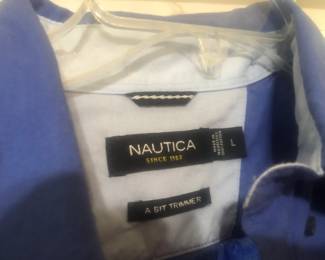 NAUTICA
SINCE 1983
L
A BIT TRIMMER